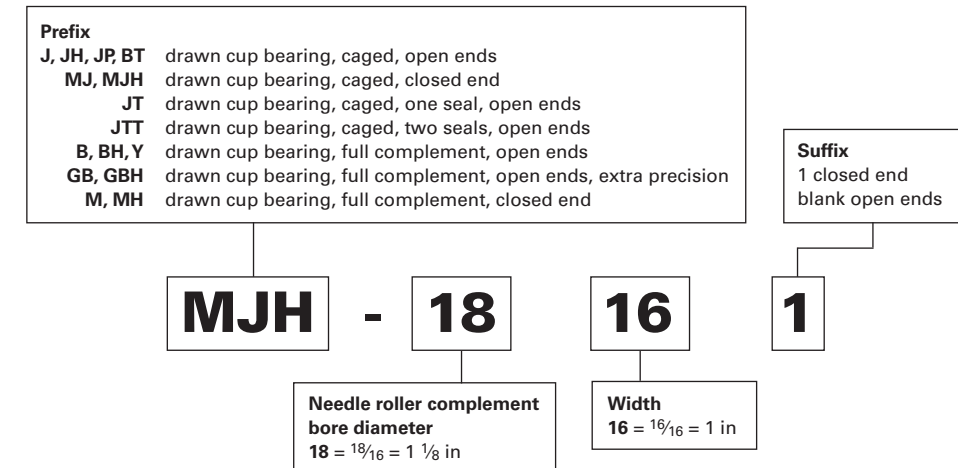 Prefix
J, JH, JP, BT drawn cup bearing, caged, open ends
MJ, MJH drawn cup bearing, caged, closed end
JT drawn cup bearing, caged, one seal, open ends
JTT drawn cup bearing, caged, two seals, open ends
B, BH, Y drawn cup bearing, full complement, open ends
GB, GBH drawn cup bearing, full complement, open ends, extra precision
M, MH drawn cup bearing, full complement, closed end
Suffix
1 closed end
blank open ends
MJH - 18 16 1
Needle roller complement
bore diameter
18 = 18⁄16 = 1 1⁄8 in
Width
16 = 16⁄16 = 1 in